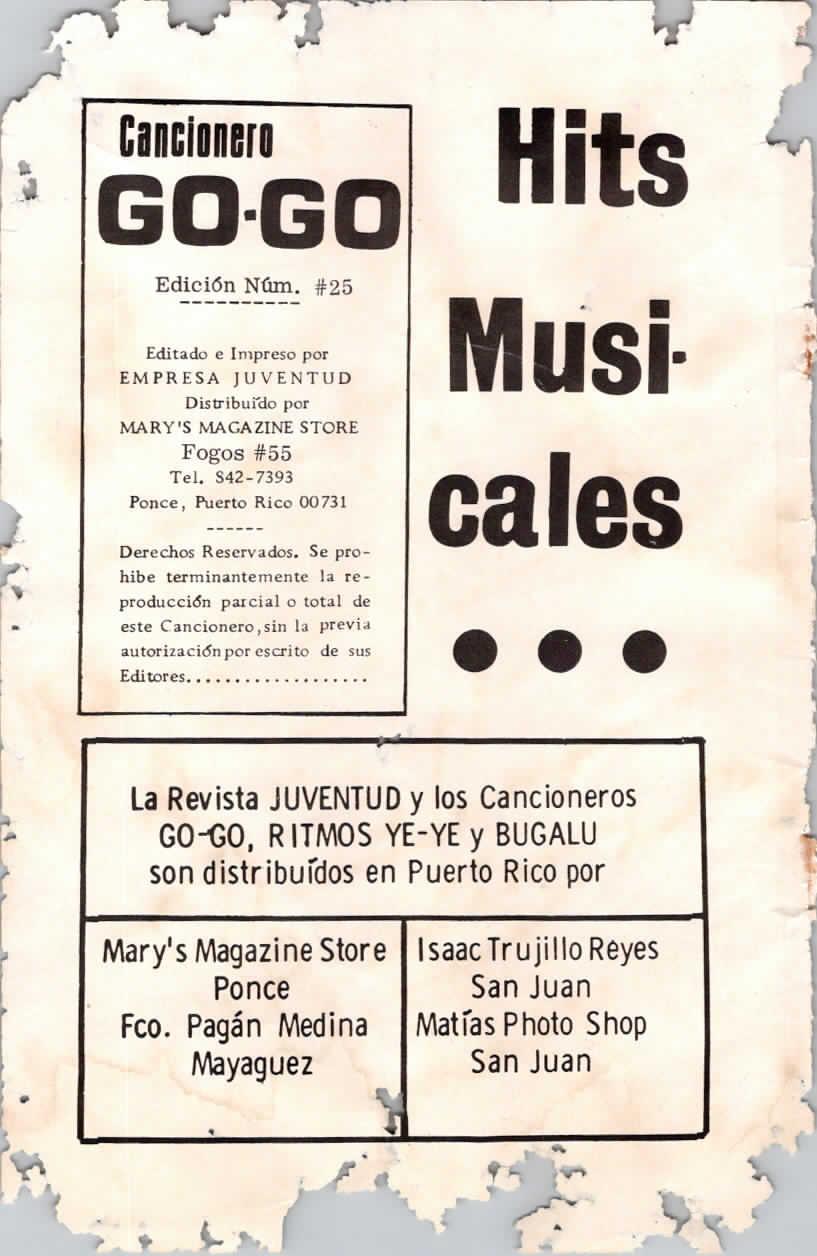 Cancionero
GO·GO
Edición Núm. #25
----------
Editado e Impreso por
EMPRESA JUVENTUD
Distribuído por
MARY'S MAGAZINE STORE
Fogos #55
Tel. 842-7393
Ponce, Puerto Rico 00731
------
Derechos Reservados. Se pro-
hibe terminantemente la re-
producción parcial o total de
este Cancionero, sin la previa
autorización por escrito de sus
Editores...................
Hits
Musi-
cales
● ● ●
La Revista JUVENTUD y los Cancioneros
GO-GO, RITMOS YE-YE y BUGALU
son distribuídos en Puerto Rico por
Mary's Magazine Store
Ponce
Fco. Pagán Medina
Mayaguez
Isaac Trujillo Reyes
San Juan
Matías Photo Shop
San Juan